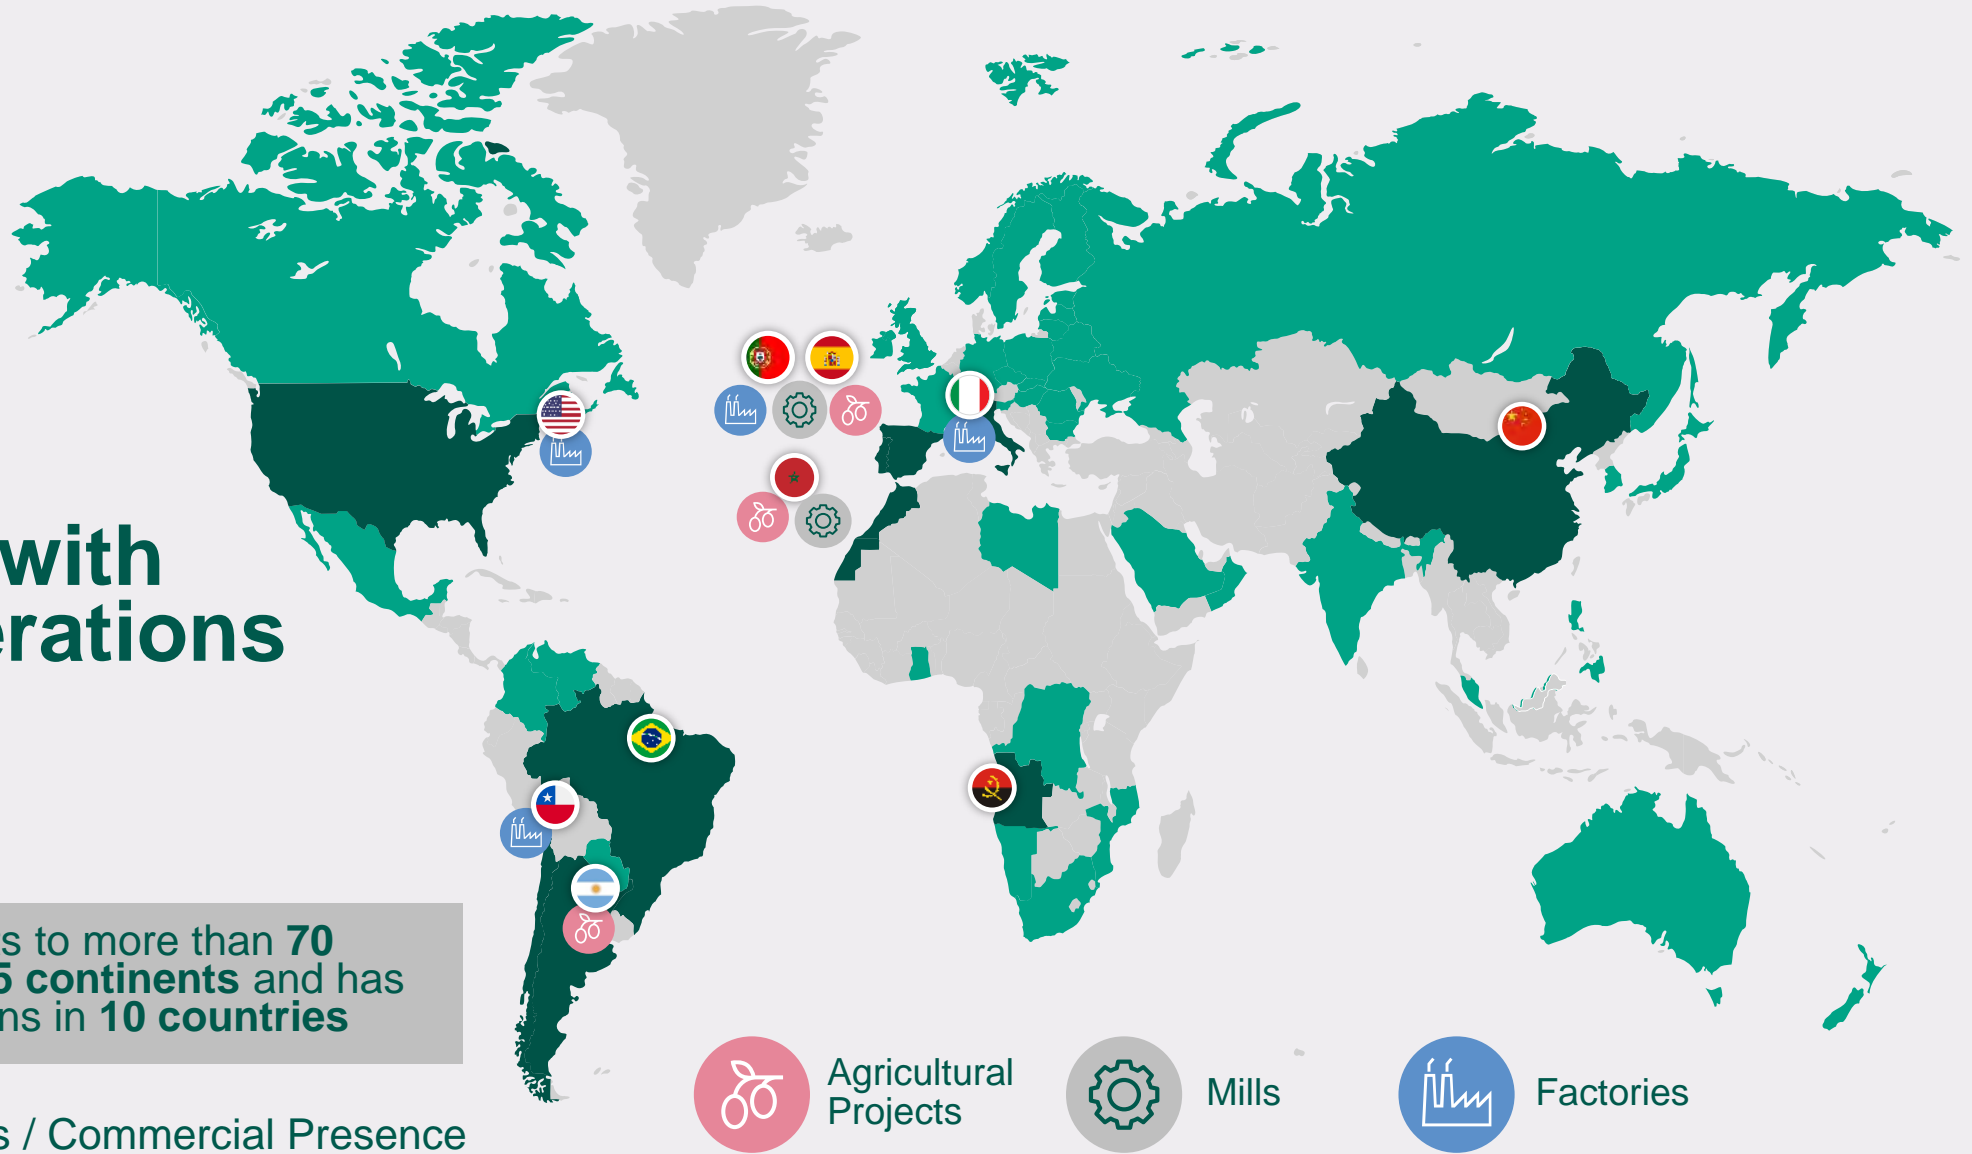 with
erations
s to more than 70
5 continents and has
ns in 10 countries
s / Commercial Presence
Agricultural
Projects
Mills
Factories